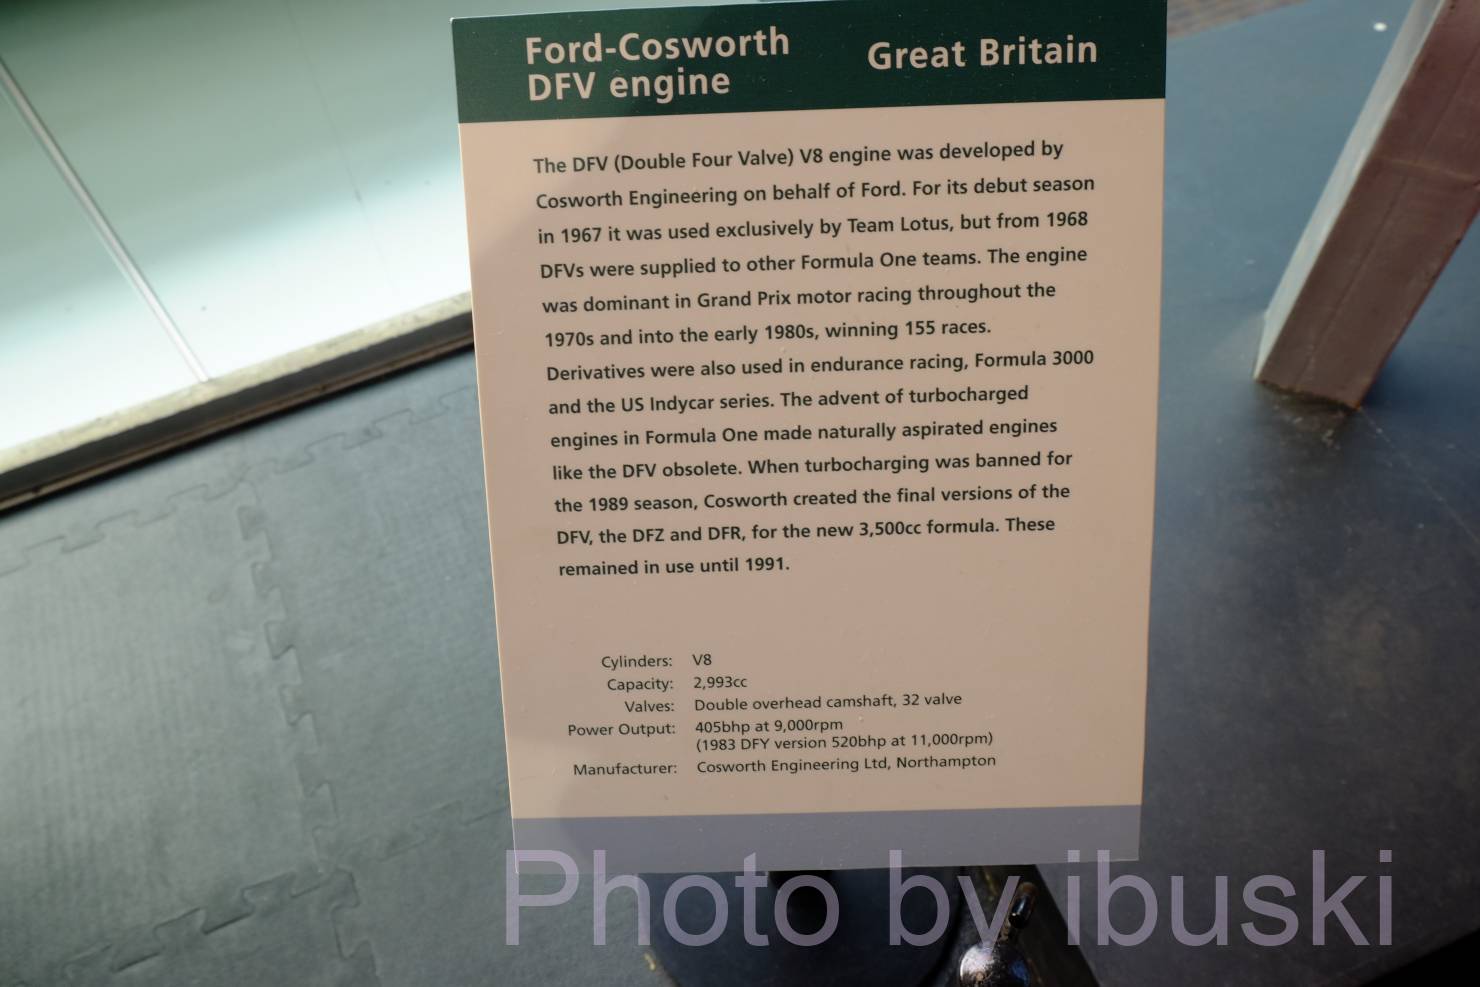 Ford-Cosworth
DFV engine
Great Britain
The DFV (Double Four Valve) V8 engine was developed by
Cosworth Engineering on behalf of Ford. For its debut season
in 1967 it was used exclusively by Team Lotus, but from 1968
DFVs were supplied to other Formula One teams. The engine
was dominant in Grand Prix motor racing throughout the
1970s and into the early 1980s, winning 155 races.
Derivatives were also used in endurance racing, Formula 3000
and the US Indycar series. The advent of turbocharged
engines in Formula One made naturally aspirated engines
like the DFV obsolete. When turbocharging was banned for
the 1989 season, Cosworth created the final versions of the
DFV, the DFZ and DFR, for the new 3,500cc formula. These
remained in use until 1991.
Cylinders: V8
Capacity: 2,993cc
Valves: Double overhead camshaft, 32 valve
Power Output: 405bhp at 9,000rpm
(1983 DFY version 520bhp at 11,000rpm)
Manufacturer: Cosworth Engineering Ltd, Northampton
Photo by ibuski